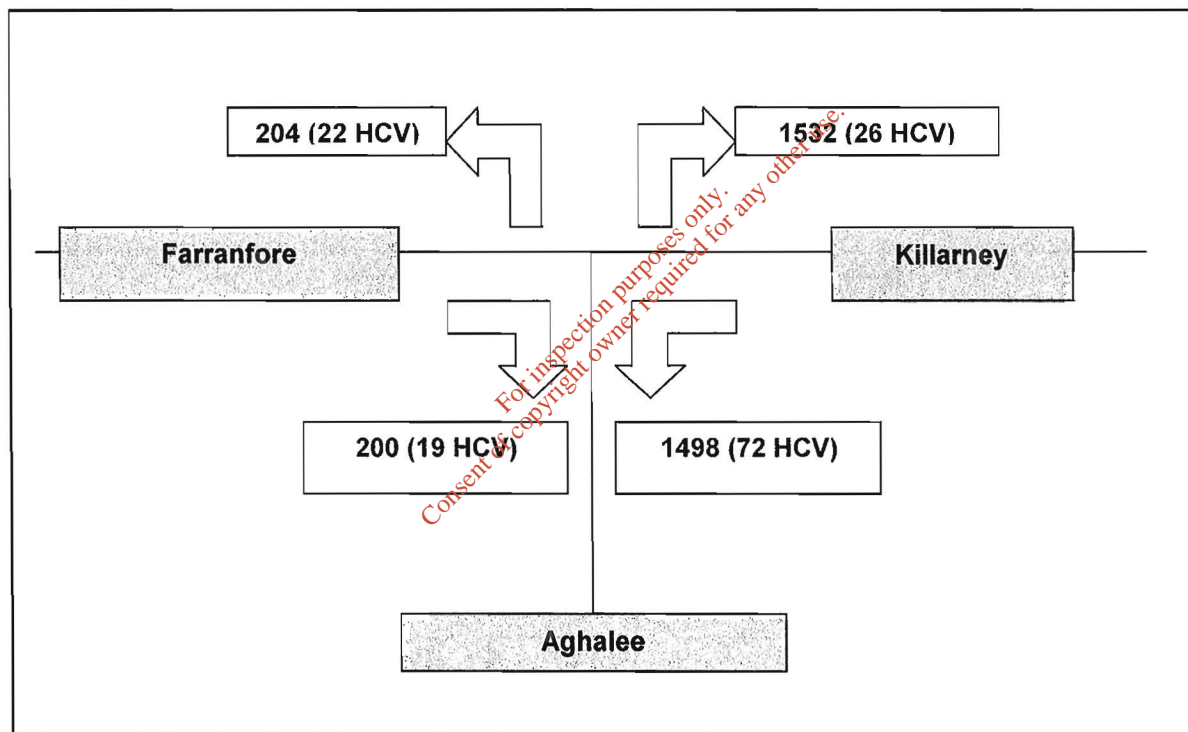 204 (22 HCV)
1532 (26 HCV)
Farranfore
Killarney
200 (19 HCV)
1498 (72 HCV)
Aghalee
For inspection purposes only.
Consent of copyright owner required for any other use.